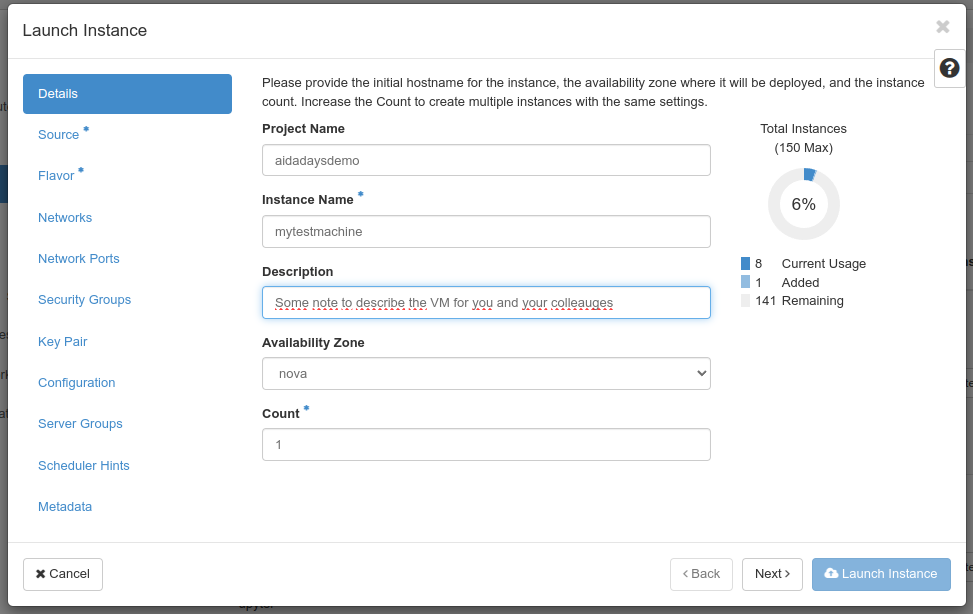 Launch Instance
Details
Source *
Flavor *
Networks
Network Ports
Security Groups
Key Pair
Configuration
Server Groups
Scheduler Hints
Metadata
Please provide the initial hostname for the instance, the availability zone where it will be deployed, and the instance
count. Increase the Count to create multiple instances with the same settings.
Project Name
aidadaysdemo
Instance Name *
mytestmachine
Description
Some note to describe the VM for you and your colleauges
Availability Zone
nova
Count *
1
Total Instances
(150 Max)
6%
8 Current Usage
1 Added
141 Remaining
Cancel
Back
Next
Launch Instance